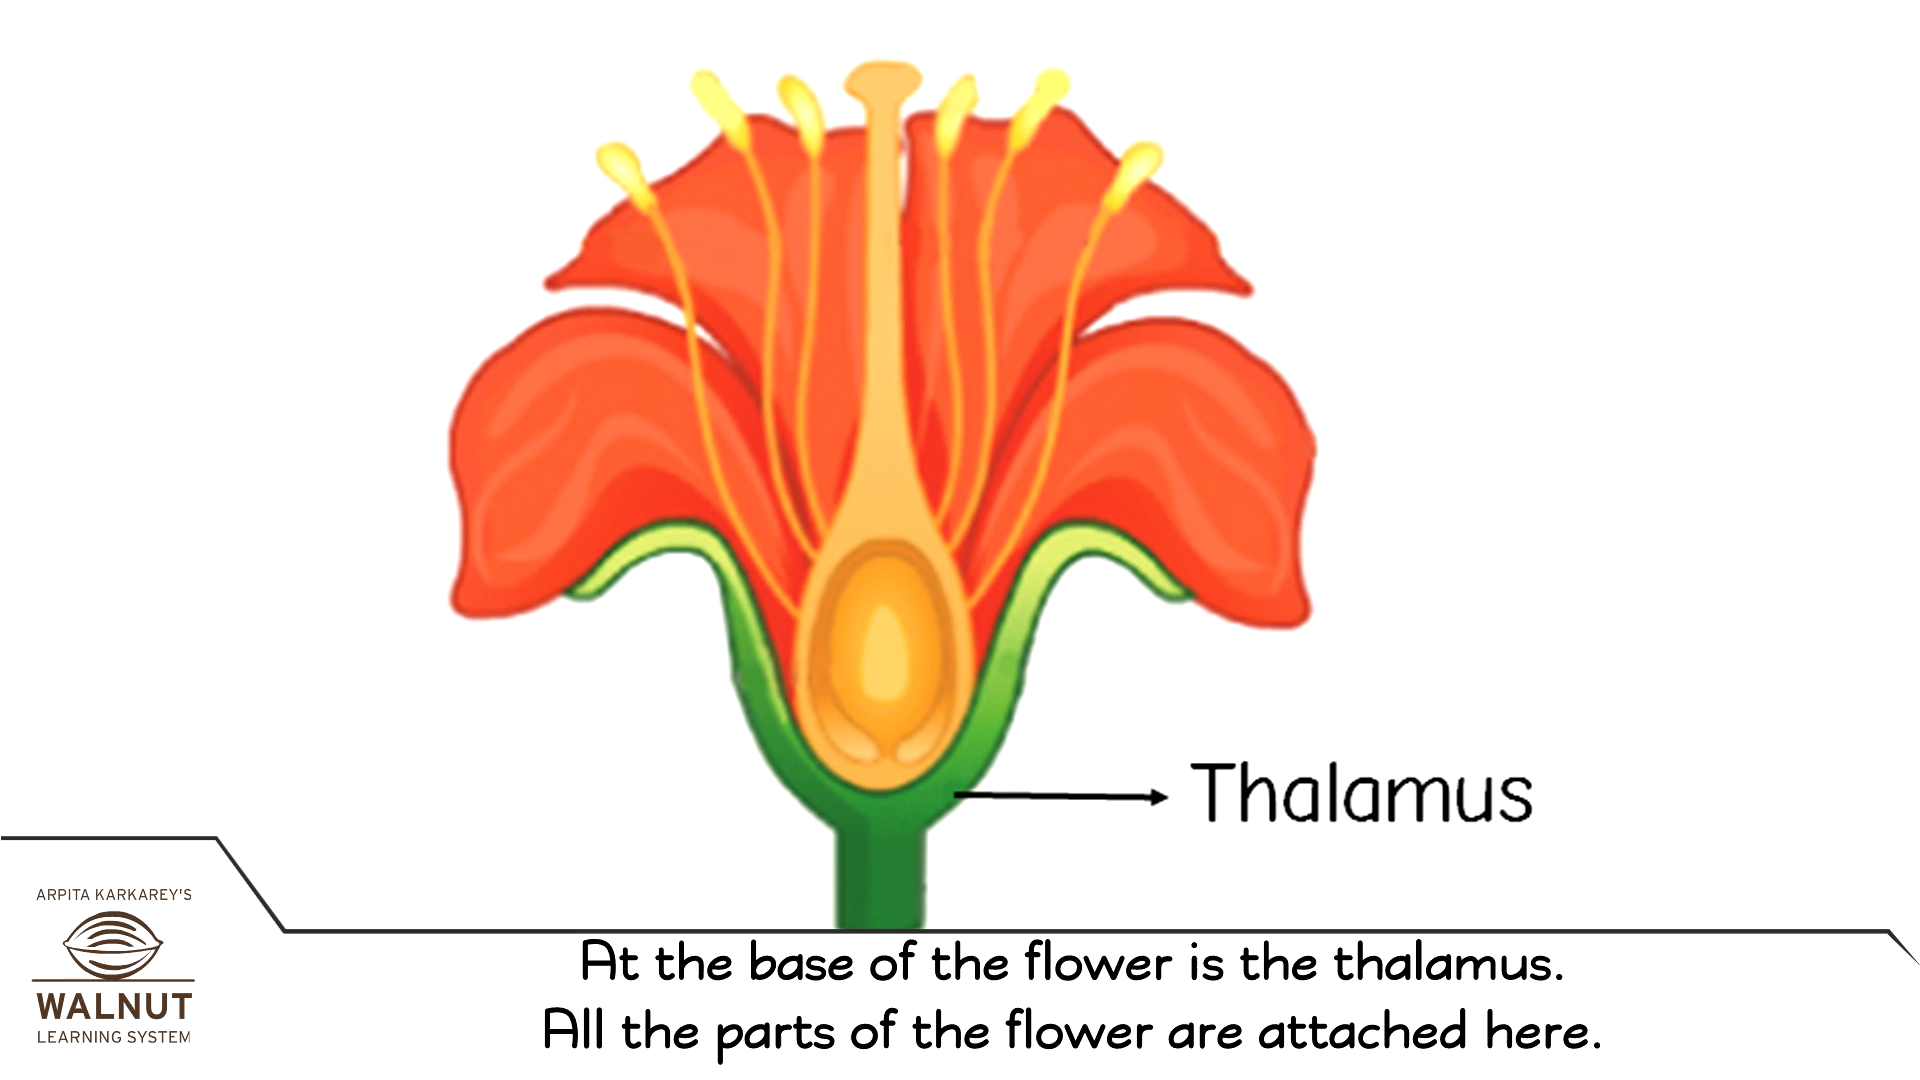 Thalamus
ARPITA KARKAREY'S
WALNUT
LEARNING SYSTEM
At the base of the flower is the thalamus.
All the parts of the flower are attached here.